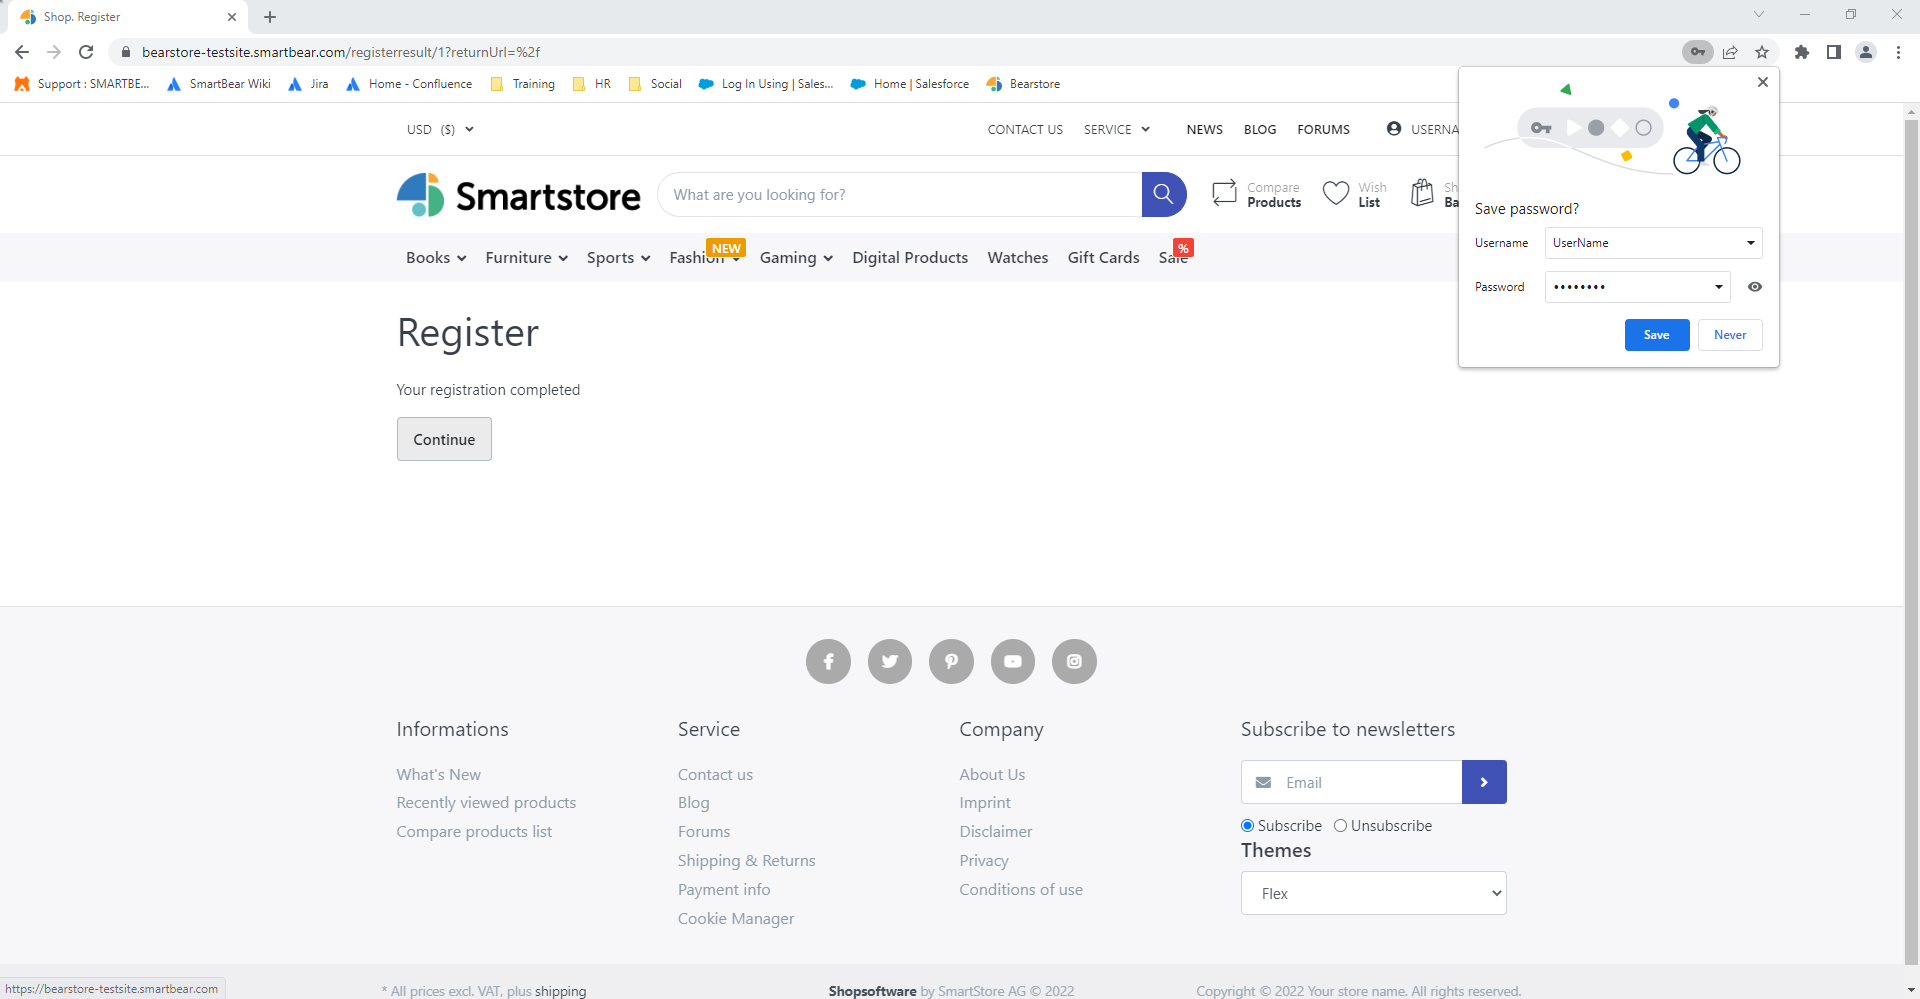 Shop. Register
bearstore-testsite.smartbear.com/registerresult/1?returnUrl=%2f
Support : SMARTBE... SmartBear Wiki Jira Home - Confluence Training HR Social Log In Using | Sales... Home | Salesforce Bearstore
USD ($) CONTACT US SERVICE NEWS BLOG FORUMS USERNA
Smartstore What are you looking for? Compare Products Wish List Sh Ba
Books Furniture Sports Fashion NEW Gaming Digital Products Watches Gift Cards Sale %
Save password?
Username UserName
Password ••••••••
Save Never
Register
Your registration completed
Continue
Informations Service Company Subscribe to newsletters
What's New Contact us About Us Email
Recently viewed products Blog Imprint
Compare products list Forums Disclaimer Subscribe Unsubscribe
Themes
Shipping & Returns Privacy
Payment info Conditions of use Flex
Cookie Manager
https://bearstore-testsite.smartbear.com
* All prices excl. VAT, plus shipping Shopsoftware by SmartStore AG © 2022 Copyright © 2022 Your store name. All rights reserved.